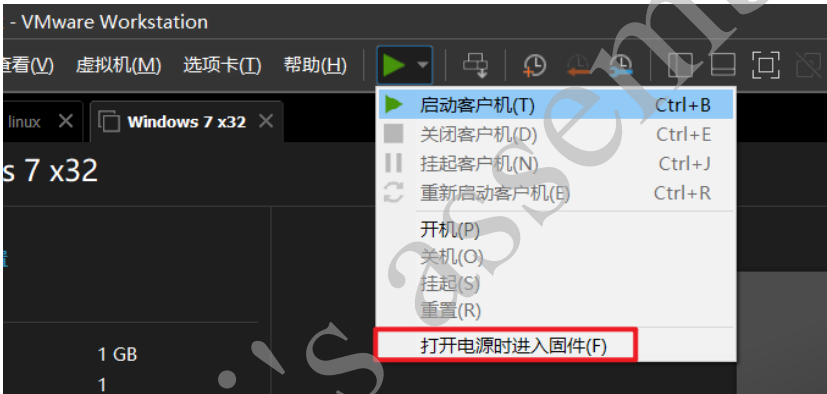 - VMware Workstation
查看(V) 虚拟机(M) 选项卡(T) 帮助(H)
linux Windows 7 x32
s 7 x32
启动客户机(T) Ctrl+B
关闭客户机(D) Ctrl+E
挂起客户机(N) Ctrl+J
重新启动客户机(E) Ctrl+R
开机(P)
关机(O)
挂起(S)
重置(R)
打开电源时进入固件(F)
置
1 GB
1
's assem